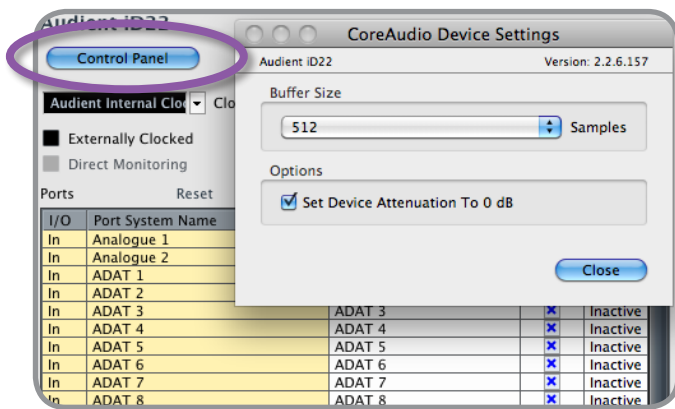 Audient iD22
Control Panel
Audient Internal Cloc
Clo
Externally Clocked
Direct Monitoring
Ports
Reset
I/O Port System Name
In Analogue 1
In Analogue 2
In ADAT 1
In ADAT 2
In ADAT 3 ADAT 3 Inactive
In ADAT 4 ADAT 4 Inactive
In ADAT 5 ADAT 5 Inactive
In ADAT 6 ADAT 6 Inactive
In ADAT 7 ADAT 7 Inactive
In ADAT 8 ADAT 8 Inactive
CoreAudio Device Settings
Audient iD22
Version: 2.2.6.157
Buffer Size
512
Samples
Options
Set Device Attenuation To 0 dB
Close